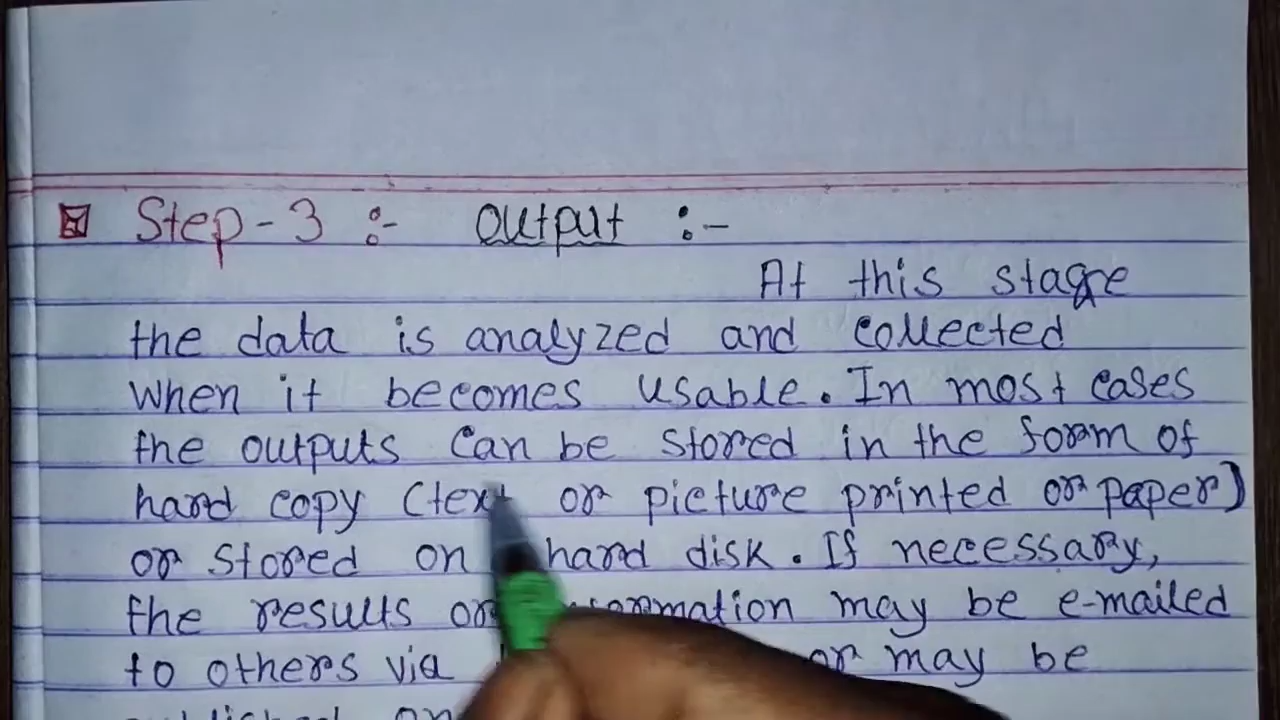 Step-3 :- Output :-
At this stage
the data is analyzed and collected
when it becomes usable. In most cases
the outputs can be stored in the form of
hard copy (text or picture printed or paper)
or stored on hard disk. If necessary,
the results or information may be e-mailed
to others via or may be